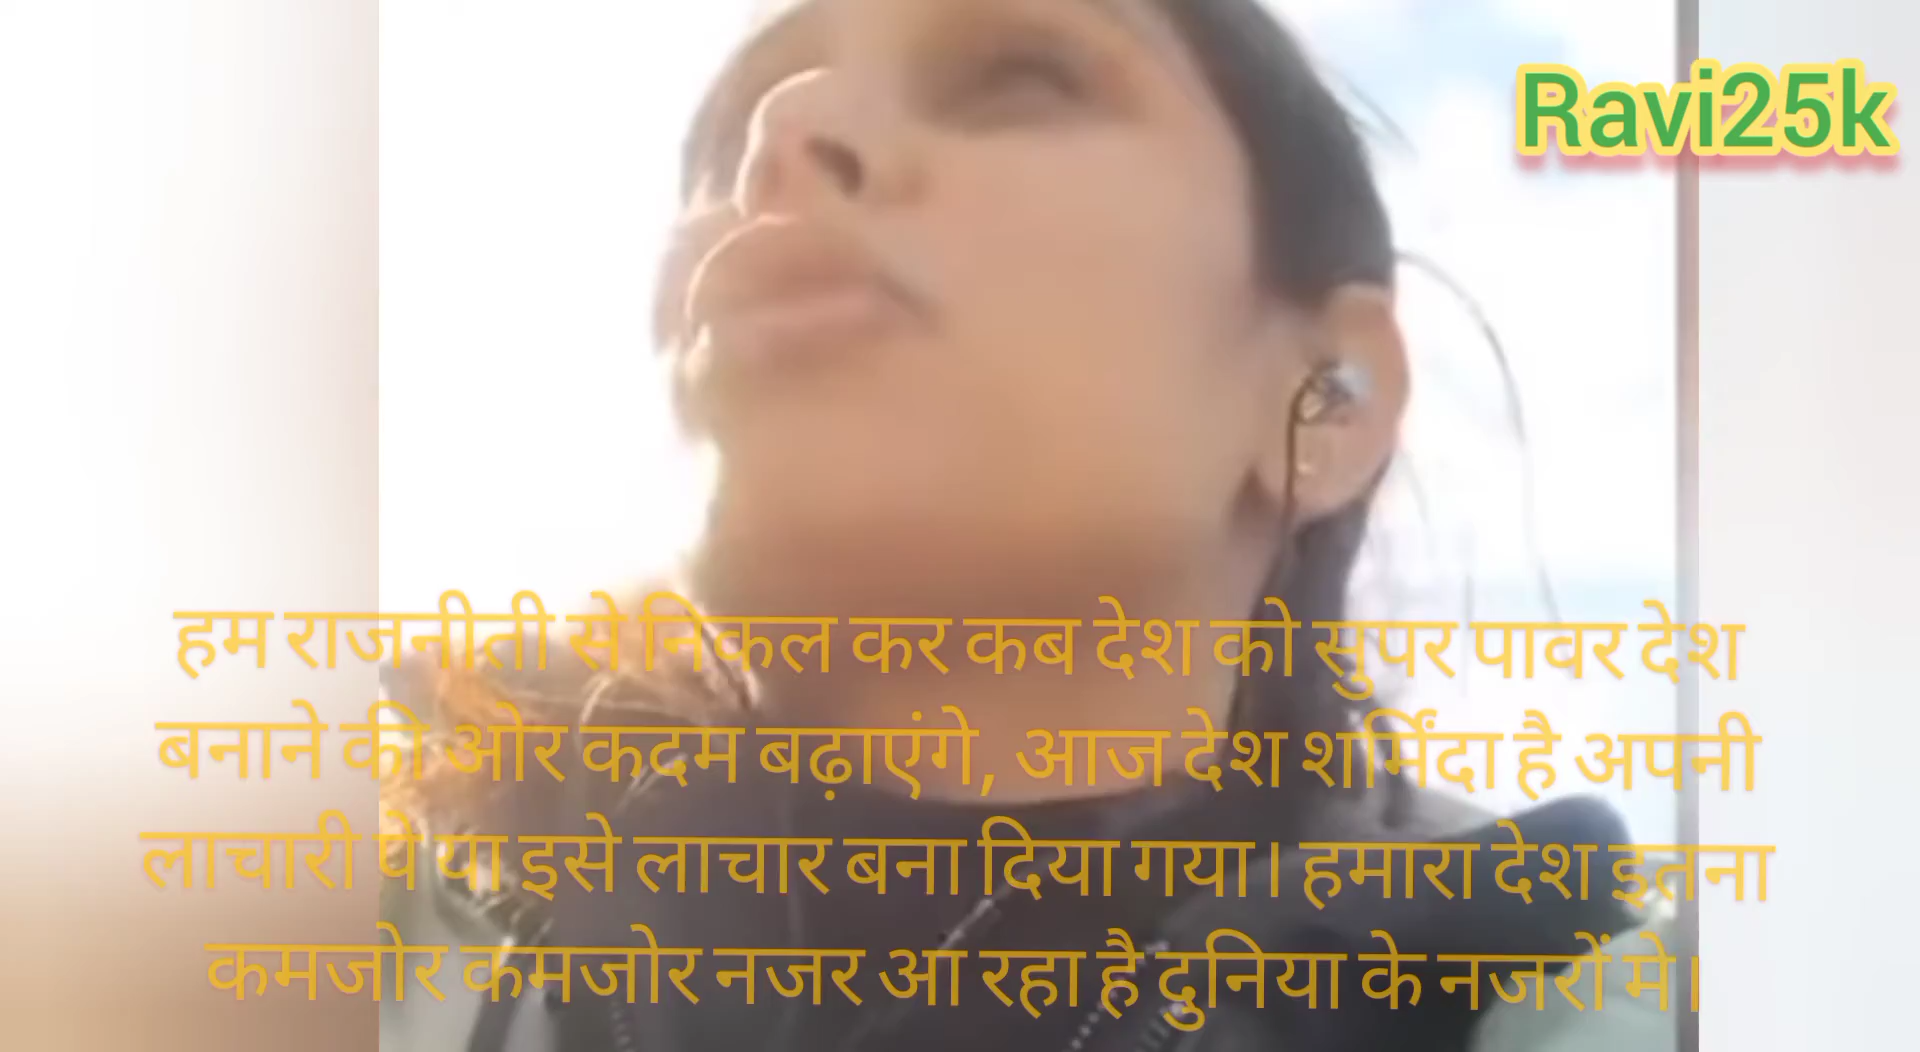 Ravi25k
हम राजनीती से निकल कर कब देश को सुपर पावर देश
बनाने की ओर कदम बढ़ाएंगे, आज देश शर्मिंदा है अपनी
लाचारी पे या इसे लाचार बना दिया गया। हमारा देश इतना
कमजोर कमजोर नजर आ रहा है दुनिया के नजरों मे।